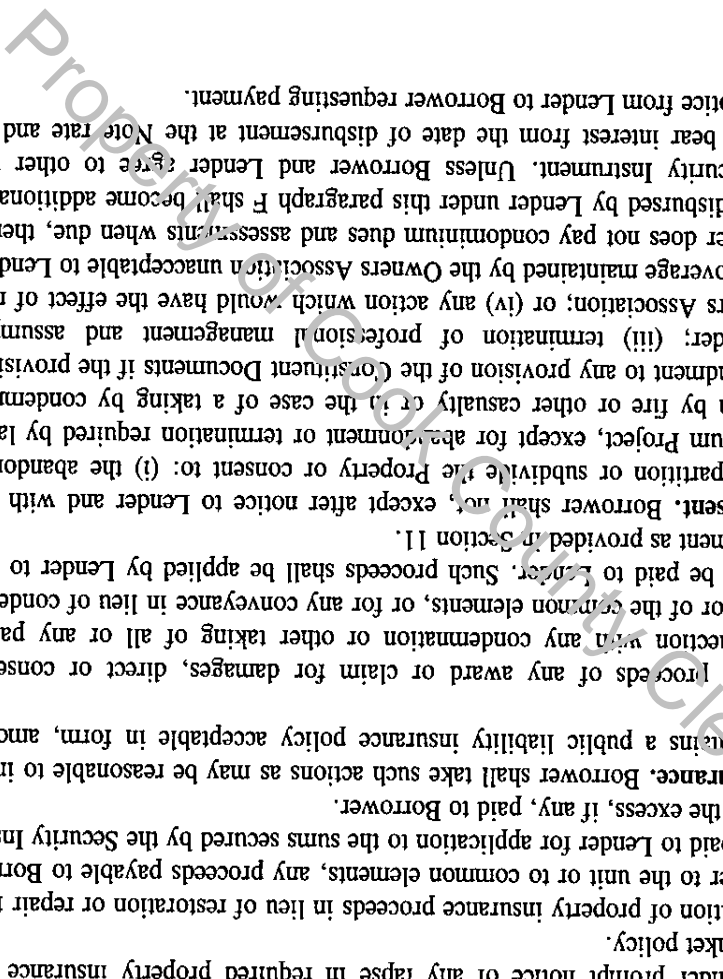 prompt notice of any lapse in required property insurance
ket policy.
tion of property insurance proceeds in lieu of restoration or repair
er to the unit or to common elements, any proceeds payable to Borr
paid to Lender for application to the sums secured by the Security Ins
the excess, if any, paid to Borrower.
urance. Borrower shall take such actions as may be reasonable to in
tains a public liability insurance policy acceptable in form, amo
proceeds of any award or claim for damages, direct or conse
nection with any condemnation or other taking of all or any pa
or of the common elements, or for any conveyance in lieu of conde
be paid to Lender. Such proceeds shall be applied by Lender to
ment as provided in Section 11.
sent. Borrower shall not, except after notice to Lender and with
partition or subdivide the Property or consent to: (i) the abandon
um Project, except for abandonment or termination required by la
n by fire or other casualty or in the case of a taking by condemn
ndment to any provision of the Constituent Documents if the provisi
der; (iii) termination of professional management and assum
rs Association; or (iv) any action which would have the effect of r
overage maintained by the Owners Association unacceptable to Lend
er does not pay condominium dues and assessments when due, then
disbursed by Lender under this paragraph F shall become additiona
curity Instrument. Unless Borrower and Lender agree to other
bear interest from the date of disbursement at the Note rate and
otice from Lender to Borrower requesting payment.
Property of Cook County Cle